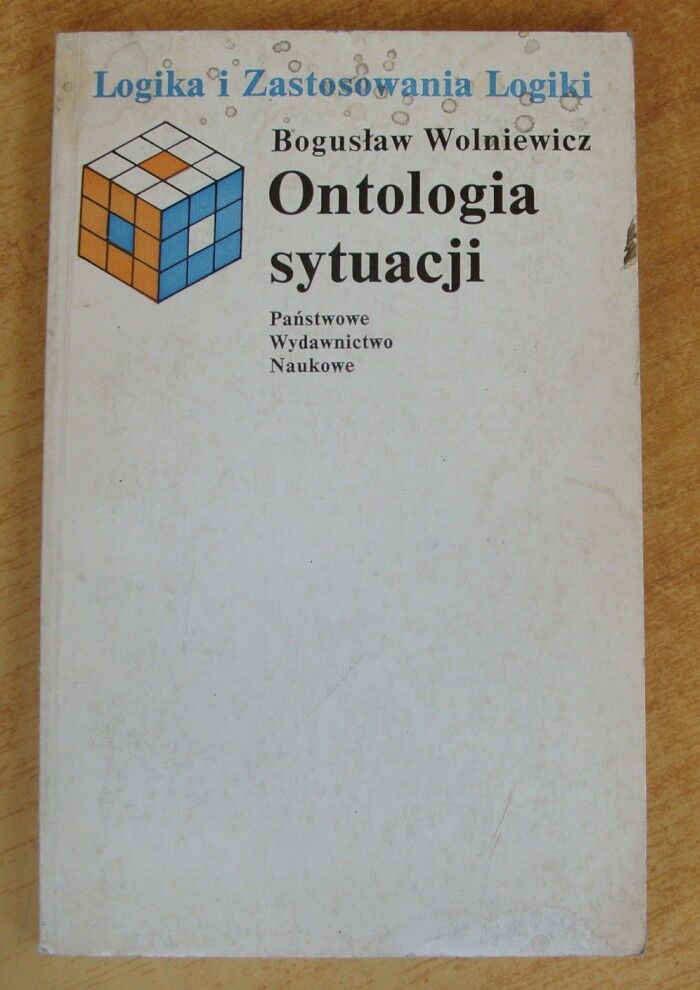 Logika i Zastosowania Logiki
Bogusław Wolniewicz
Ontologia
sytuacji
Państwowe
Wydawnictwo
Naukowe